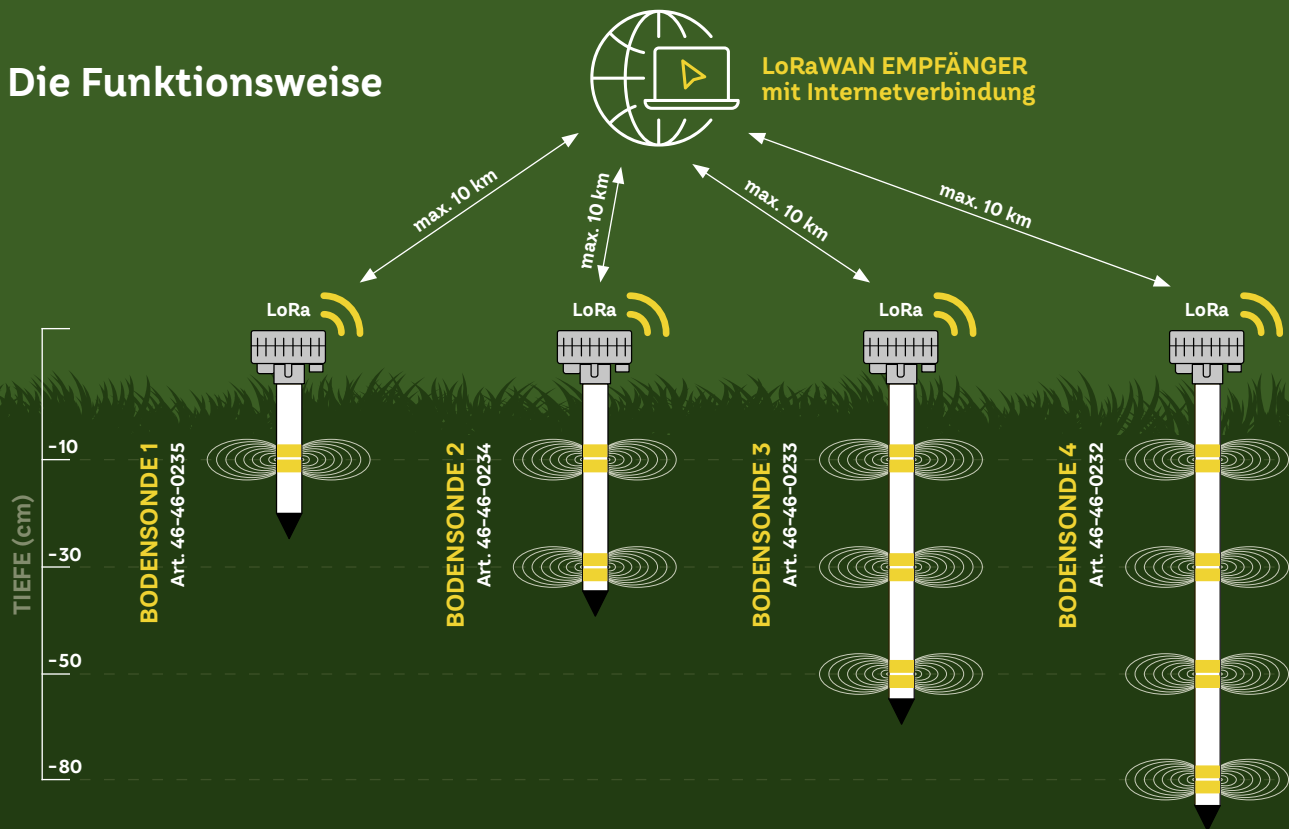 Die Funktionsweise
LoRaWAN EMPFÄNGER
mit Internetverbindung
max. 10 km
max. 10 km
max. 10 km
max. 10 km
LoRa
LoRa
LoRa
LoRa
TIEFE (cm)
-10
-30
-50
-80
BODENSONDE 1
Art. 46-46-0235
BODENSONDE 2
Art. 46-46-0234
BODENSONDE 3
Art. 46-46-0233
BODENSONDE 4
Art. 46-46-0232